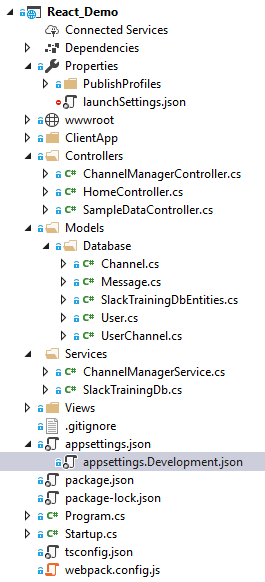 React_Demo
Connected Services
Dependencies
Properties
PublishProfiles
launchSettings.json
wwwroot
ClientApp
Controllers
C# ChannelManagerController.cs
C# HomeController.cs
C# SampleDataController.cs
Models
Database
C# Channel.cs
C# Message.cs
C# SlackTrainingDbEntities.cs
C# User.cs
C# UserChannel.cs
Services
C# ChannelManagerService.cs
C# SlackTrainingDb.cs
Views
.gitignore
appsettings.json
appsettings.Development.json
package.json
package-lock.json
C# Program.cs
C# Startup.cs
tsconfig.json
webpack.config.js